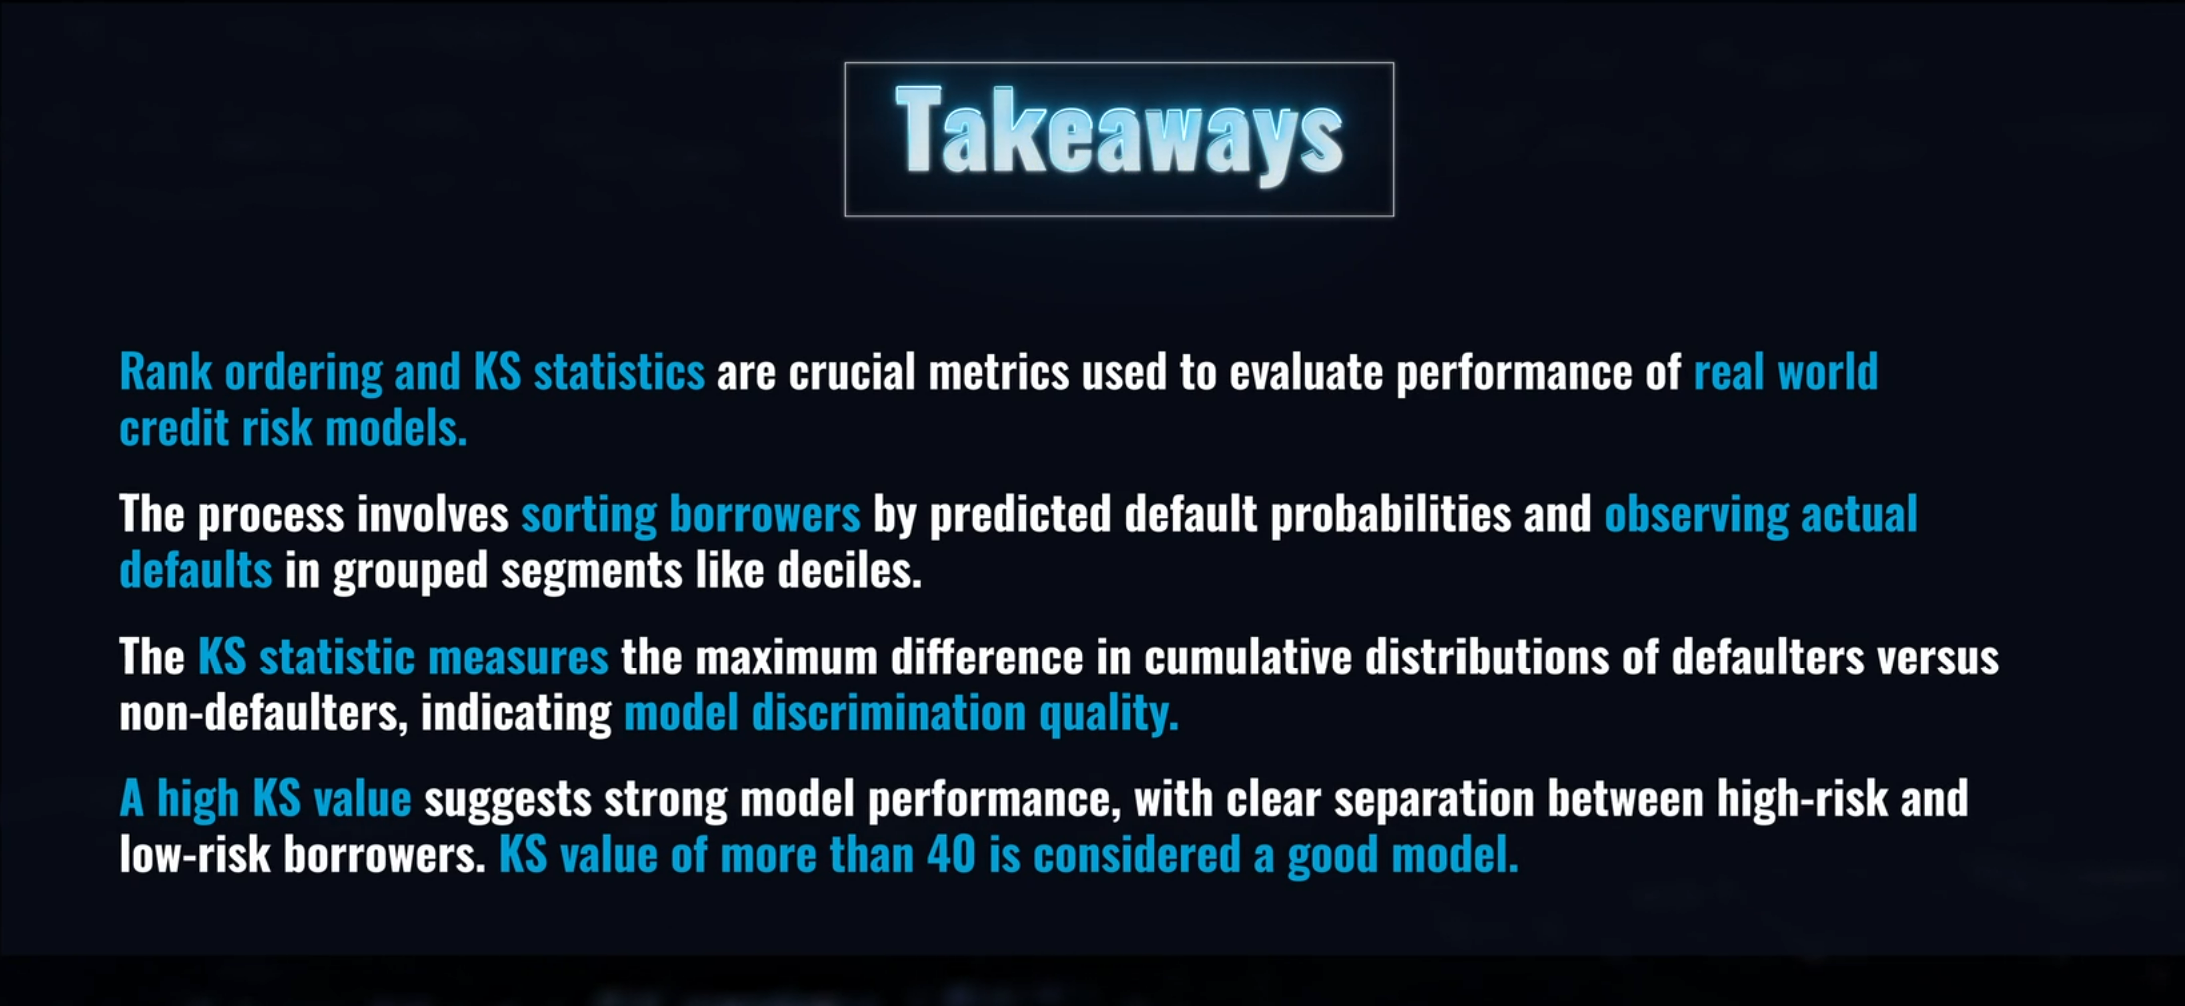 Takeaways
Rank ordering and KS statistics are crucial metrics used to evaluate performance of real world
credit risk models.
The process involves sorting borrowers by predicted default probabilities and observing actual
defaults in grouped segments like deciles.
The KS statistic measures the maximum difference in cumulative distributions of defaulters versus
non-defaulters, indicating model discrimination quality.
A high KS value suggests strong model performance, with clear separation between high-risk and
low-risk borrowers. KS value of more than 40 is considered a good model.